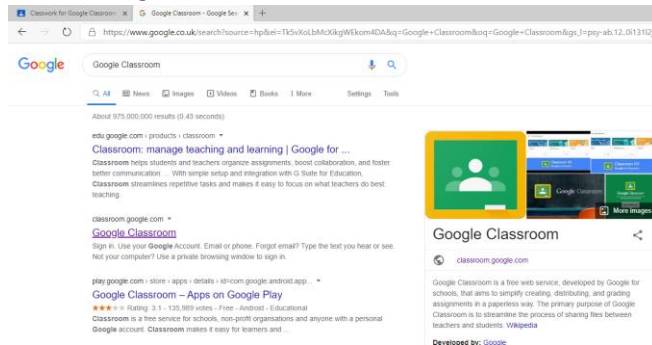 Classwork for Google Classroom
Google Classroom - Google Sea
https://www.google.co.uk/search?source=hp&ei=
Google
Google Classroom
All News Images Videos Books More Settings Tools
About 975,000,000 results (0.43 seconds)
edu.google.com › products › classroom
Classroom: manage teaching and learning | Google for ...
Classroom helps students and teachers organize assignments, boost collaboration, and foster
better communication ... With simple setup and integration with G Suite for Education,
Classroom streamlines repetitive tasks and makes it easy to focus on what teachers do best
teaching.
classroom.google.com
Google Classroom
Sign in. Use your Google Account. Email or phone. Forgot email? Type the text you hear or see.
Not your computer? Use a private browsing window to sign in.
play.google.com › store › apps › details › id=com.google.android.app...
Google Classroom – Apps on Google Play
Rating: 3.1 - 135,989 votes - Free - Android - Educational
Classroom is a free service for schools, non-profit organisations and anyone with a personal
Google account. Classroom makes it easy for learners and ...
Google Classroom
More images
Google Classroom
classroom.google.com
Google Classroom is a free web service, developed by Google for
schools, that aims to simplify creating, distributing, and grading
assignments in a paperless way. The primary purpose of Google
Classroom is to streamline the process of sharing files between
teachers and students. Wikipedia
Developed by: Google